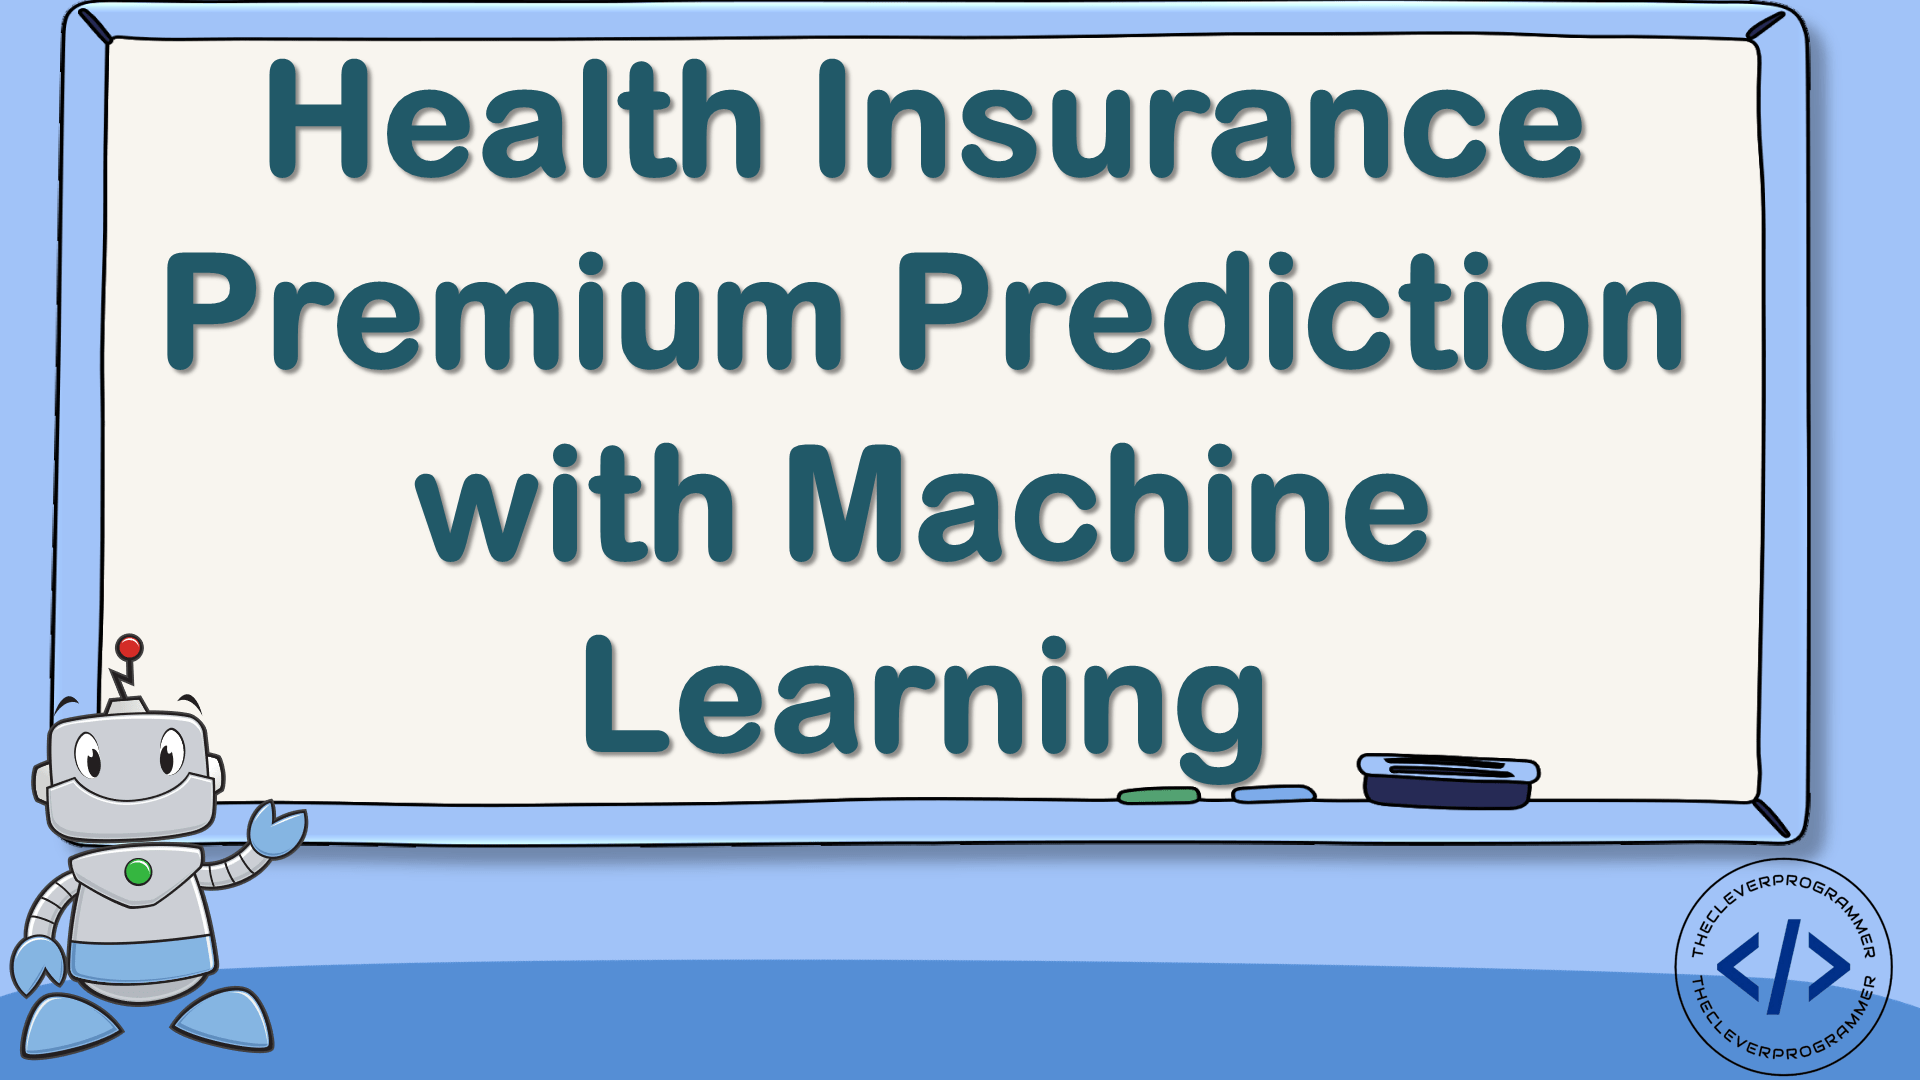 Health Insurance
Premium Prediction
with Machine
Learning
THECLEVERPROGRAMMER
</>
THECLEVERPROGRAMMER